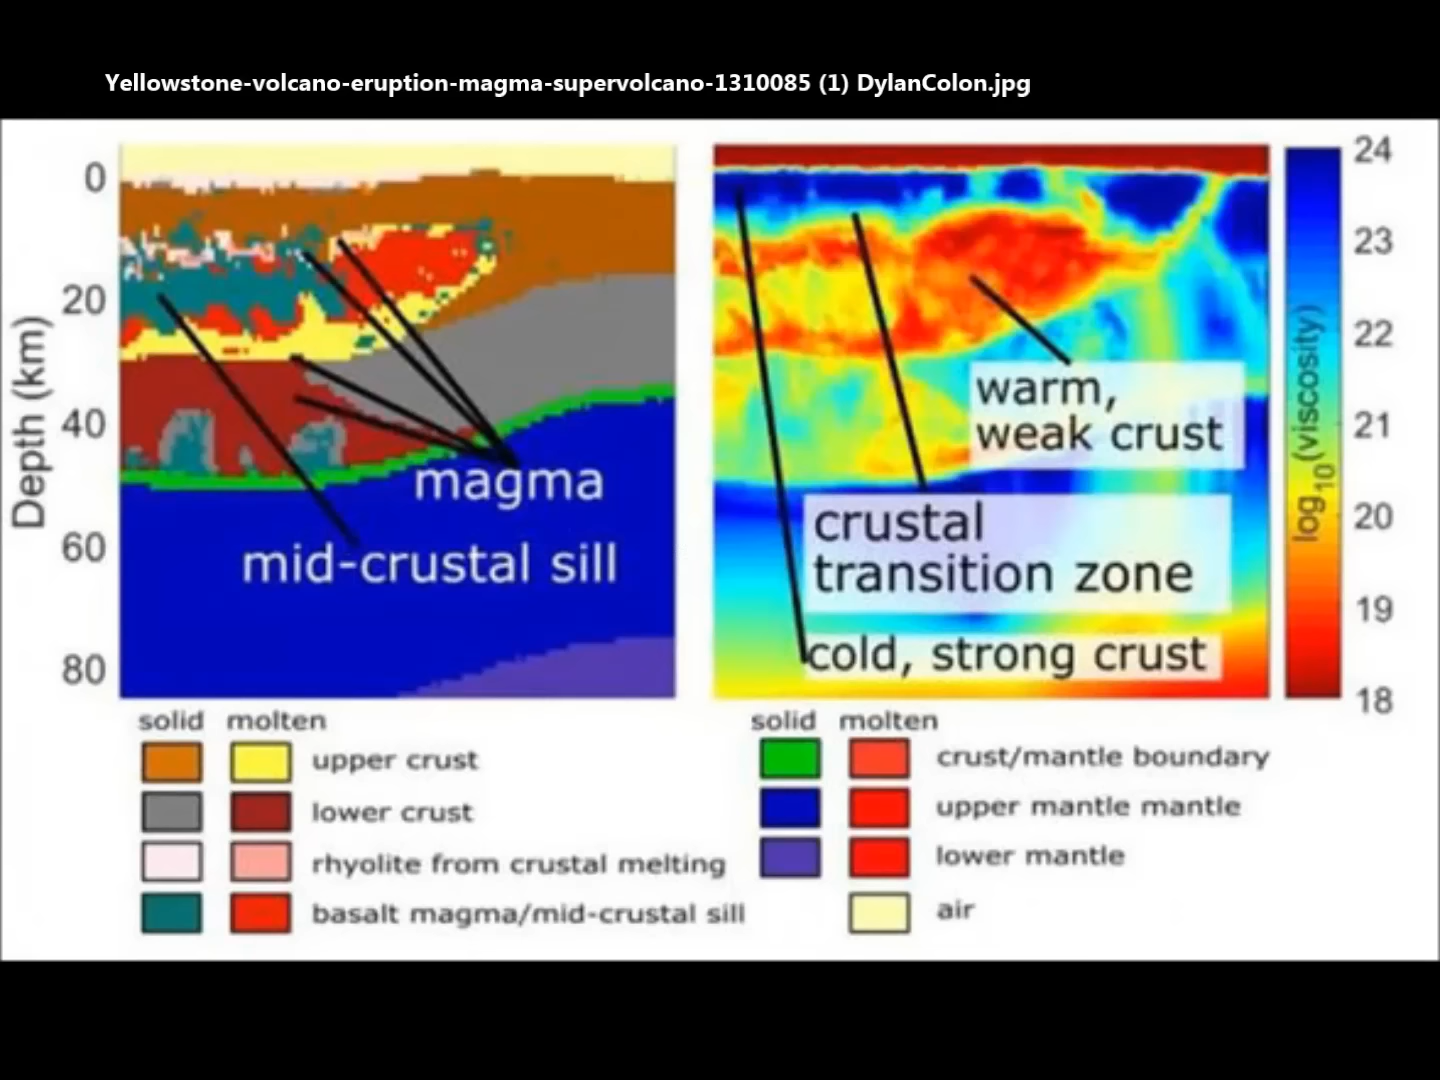 Yellowstone-volcano-eruption-magma-supervolcano-1310085 (1) DylanColon.jpg
0
20
40
60
80
Depth (km)
magma
mid-crustal sill
warm,
weak crust
crustal
transition zone
cold, strong crust
24
23
22
21
20
19
18
log10(viscosity)
solid molten
upper crust
lower crust
rhyolite from crustal melting
basalt magma/mid-crustal sill
solid molten
crust/mantle boundary
upper mantle mantle
lower mantle
air